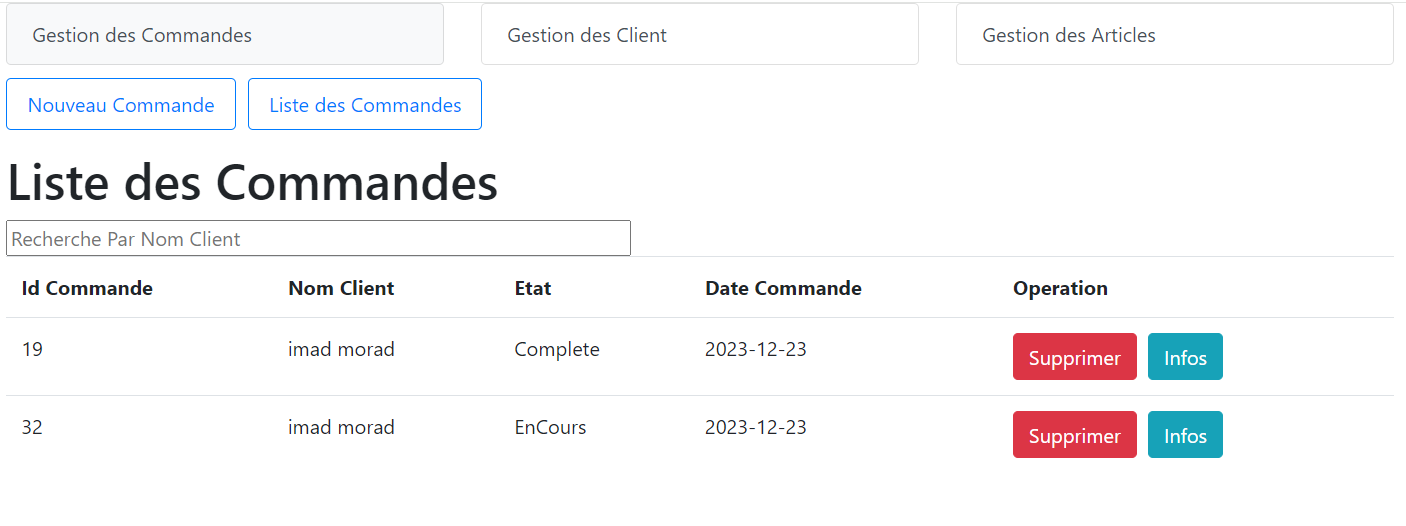 Gestion des Commandes Gestion des Client Gestion des Articles
Nouveau Commande Liste des Commandes
Liste des Commandes
Recherche Par Nom Client
Id Commande Nom Client Etat Date Commande Operation
19 imad morad Complete 2023-12-23 Supprimer Infos
32 imad morad EnCours 2023-12-23 Supprimer Infos